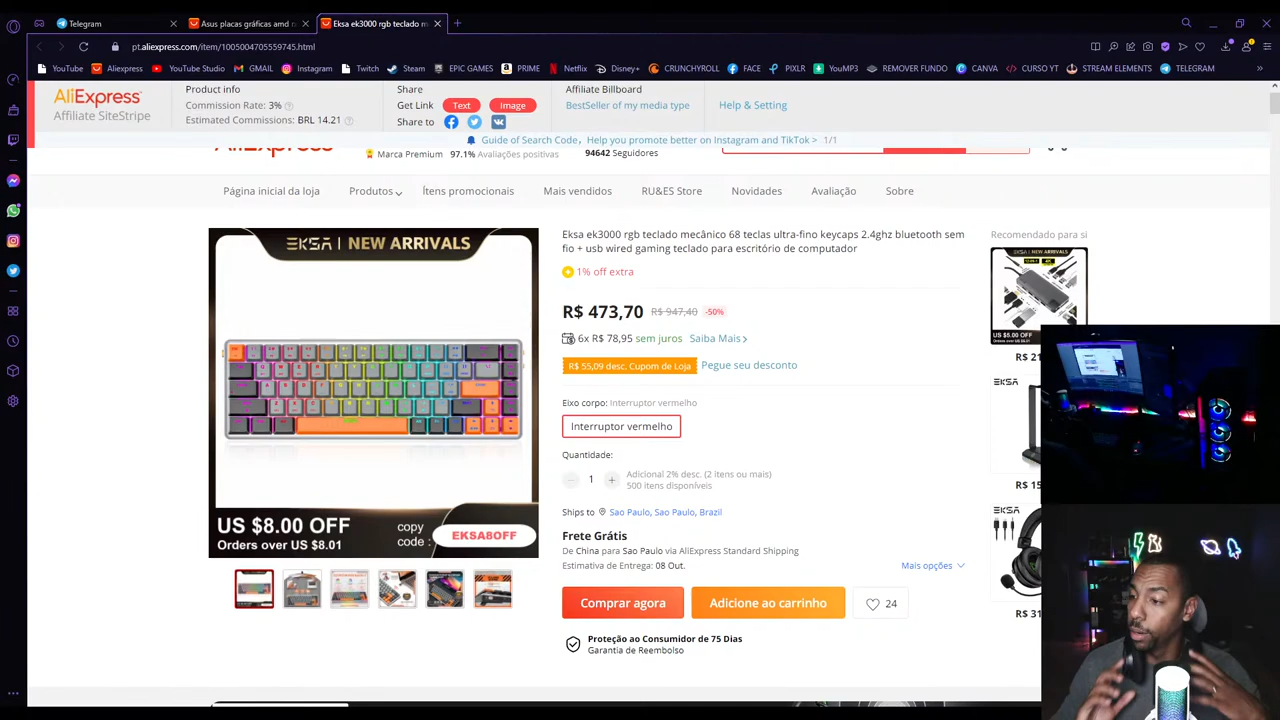 Telegram
Asus placas gráficas amd r
Eksa ek3000 rgb teclado m
pt.aliexpress.com/item/1005004705559745.html
YouTube
Aliexpress
YouTube Studio
GMAIL
Instagram
Twitch
Steam
EPIC GAMES
PRIME
Netflix
Disney+
CRUNCHYROLL
FACE
PIXLR
YouMP3
REMOVER FUNDO
CANVA
CURSO YT
STREAM ELEMENTS
TELEGRAM
AliExpress
Affiliate SiteStripe
Product info
Commission Rate: 3%
Estimated Commissions: BRL 14.21
Share
Get Link Text Image
Share to
Affiliate Billboard
BestSeller of my media type
Help & Setting
Guide of Search Code, Help you promote better on Instagram and TikTok > 1/1
AliExpress
Marca Premium 97.1% Avaliações positivas
94642 Seguidores
Página inicial da loja
Produtos
Ítens promocionais
Mais vendidos
RU&ES Store
Novidades
Avaliação
Sobre
EKSA | NEW ARRIVALS
US $8.00 OFF
Orders over US $8.01
copy
code :
EKSA8OFF
Eksa ek3000 rgb teclado mecânico 68 teclas ultra-fino keycaps 2.4ghz bluetooth sem
fio + usb wired gaming teclado para escritório de computador
1% off extra
R$ 473,70 R$ 947,40 -50%
6x R$ 78,95 sem juros Saiba Mais
R$ 55,09 desc. Cupom de Loja Pegue seu desconto
Eixo corpo: Interruptor vermelho
Interruptor vermelho
Quantidade:
1
Adicional 2% desc. (2 itens ou mais)
500 itens disponíveis
Ships to Sao Paulo, Sao Paulo, Brazil
Frete Grátis
De China para Sao Paulo via AliExpress Standard Shipping
Estimativa de Entrega: 08 Out.
Mais opções
Comprar agora
Adicione ao carrinho
24
Proteção ao Consumidor de 75 Dias
Garantia de Reembolso
Recomendado para si
R$ 21
EKSA
R$ 15
EKSA
R$ 31